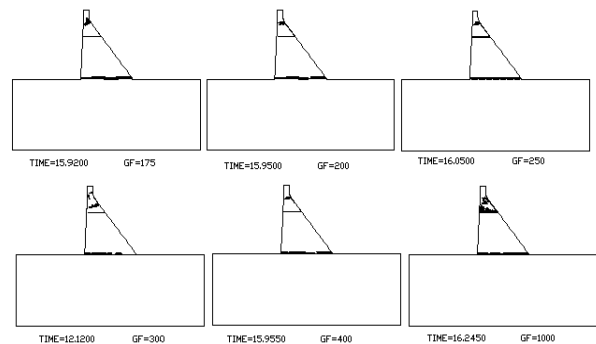 TIME=15.9200 GF=175
TIME=15.9500 GF=200
TIME=16.0500 GF=250
TIME=12.1200 GF=300
TIME=15.9550 GF=400
TIME=16.2450 GF=1000